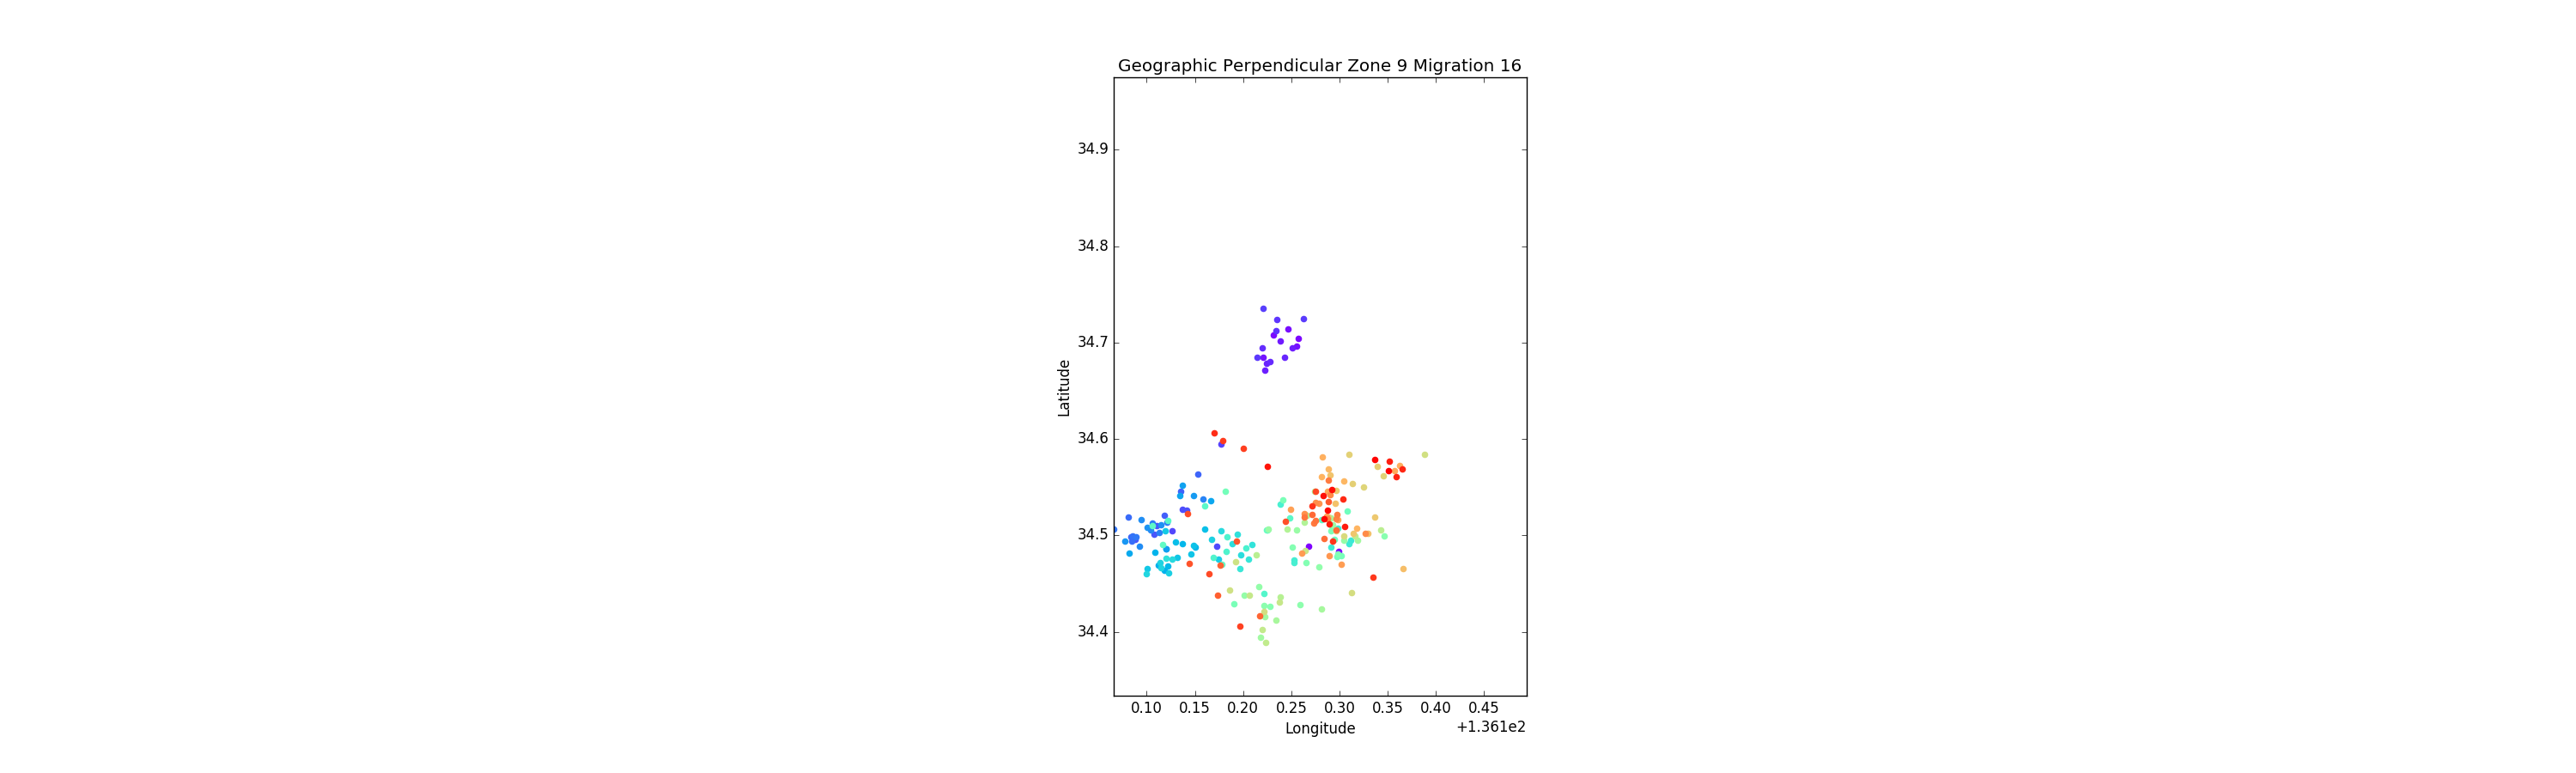 Geographic Perpendicular Zone 9 Migration 16
34.9
34.8
34.7
34.6
34.5
34.4
Latitude
0.10 0.15 0.20 0.25 0.30 0.35 0.40 0.45
+1.361e2
Longitude